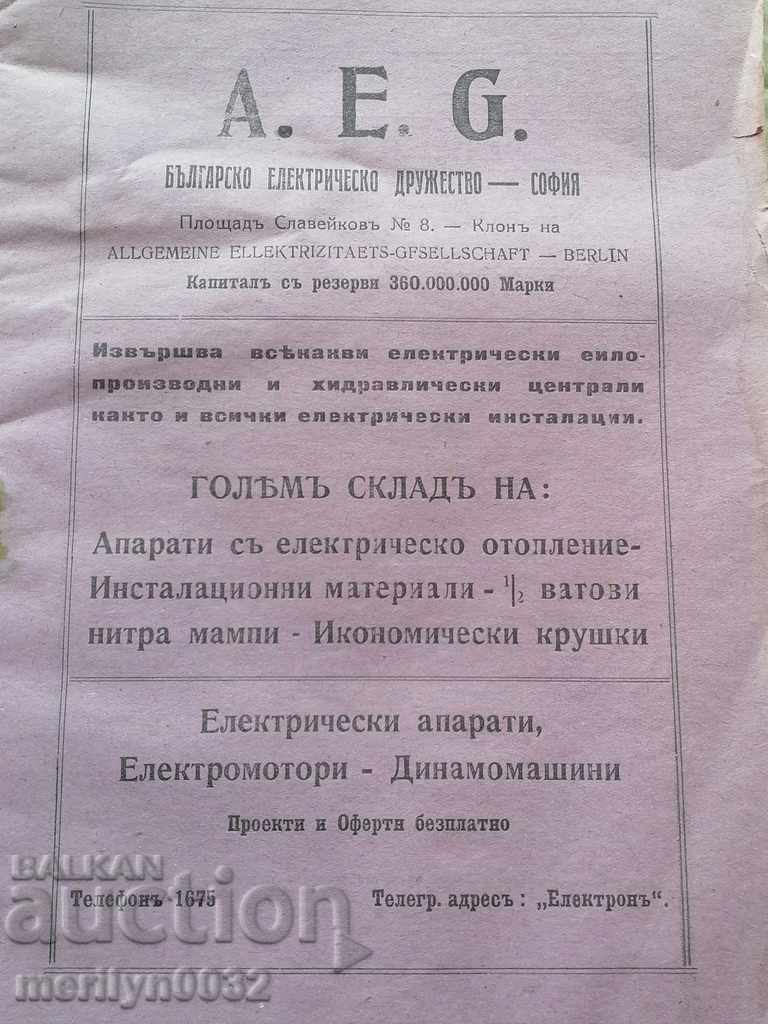 A. E. G.
БЪЛГАРСКО ЕЛЕКТРИЧЕСКО ДРУЖЕСТВО — СОФИЯ
Площадъ Славейковъ № 8. — Клонъ на
ALLGEMEINE ELLEKTRIZITAETS-GFSELLSCHAFT — BERLIN
Капиталъ съ резерви 360.000.000 Марки
Извършва всѣкакви електрически еило-
производни и хидравлически централи
както и всички електрически инсталации.
ГОЛѢМЪ СКЛАДЪ НА:
Апарати съ електрическо отопление-
Инсталационни материали - 1/2 ватови
нитра мампи - Икономически крушки
Електрически апарати,
Електромотори - Динамомашини
Проекти и Оферти безплатно
Телефонъ 1675 Телегр. адресъ: „Електронъ“.
BALKAN
auction
merilyn0032